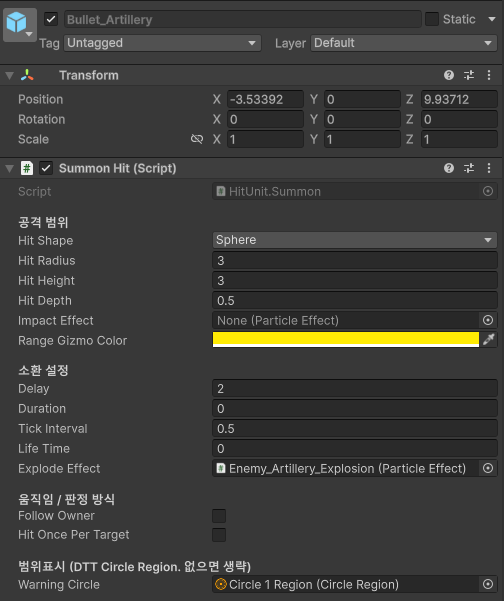 Bullet_Artillery Static
Tag Untagged Layer Default
Transform
Position X -3.53392 Y 0 Z 9.93712
Rotation X 0 Y 0 Z 0
Scale X 1 Y 1 Z 1
# Summon Hit (Script)
Script # HitUnit.Summon
공격 범위
Hit Shape Sphere
Hit Radius 3
Hit Height 3
Hit Depth 0.5
Impact Effect None (Particle Effect)
Range Gizmo Color
소환 설정
Delay 2
Duration 0
Tick Interval 0.5
Life Time 0
Explode Effect # Enemy_Artillery_Explosion (Particle Effect)
움직임 / 판정 방식
Follow Owner
Hit Once Per Target
범위표시 (DTT Circle Region. 없으면 생략)
Warning Circle Circle 1 Region (Circle Region)